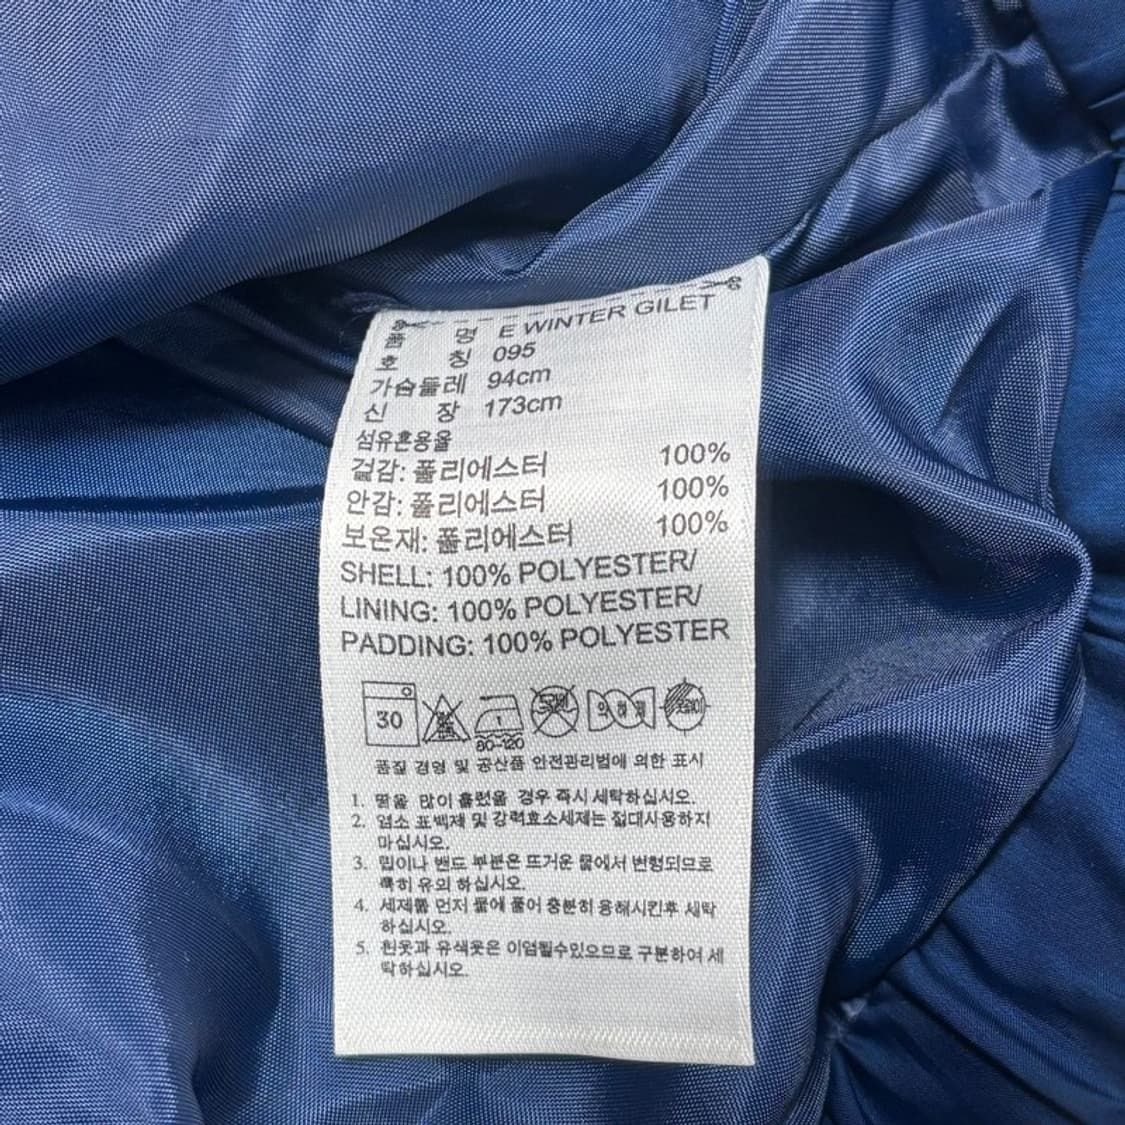 품 명 E WINTER GILET
호 칭 095
가슴둘레 94cm
신 장 173cm
섬유혼용율
겉감: 폴리에스터 100%
안감: 폴리에스터 100%
보온재: 폴리에스터 100%
SHELL: 100% POLYESTER/
LINING: 100% POLYESTER/
PADDING: 100% POLYESTER
30
1
80-120
품질 경영 및 공산품 안전관리법에 의한 표시
1. 땀을 많이 흘렸을 경우 즉시 세탁하십시오.
2. 염소 표백제 및 강력효소세제는 절대사용하지
마십시오.
3. 립이나 밴드 부분은 뜨거운 물에서 변형되므로
특히 유의 하십시오.
4. 세제를 먼저 물에 풀어 충분히 용해시킨후 세탁
하십시오.
5. 흰옷과 유색옷은 이염될수있으므로 구분하여 세
탁하십시오.